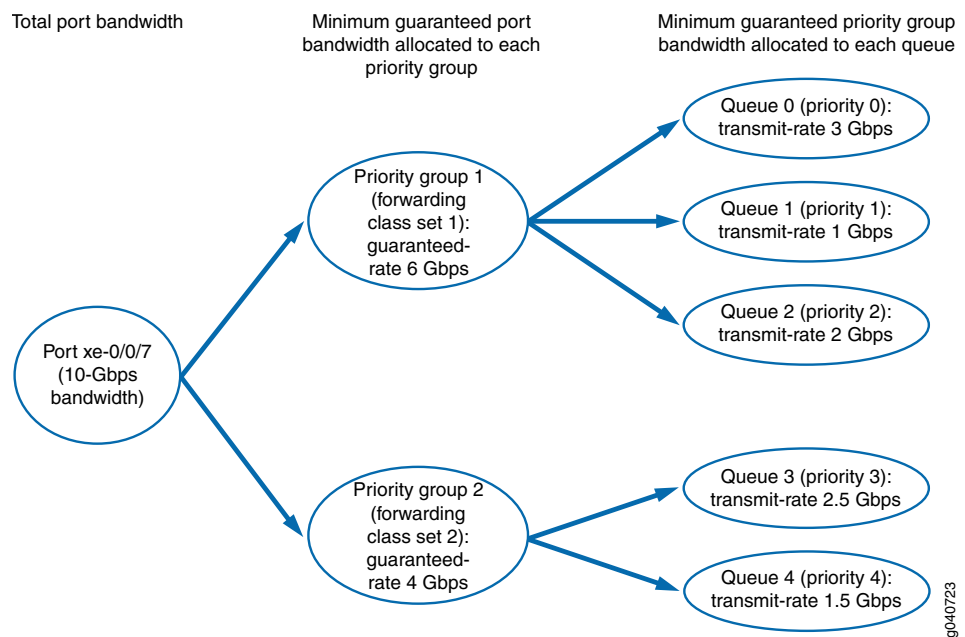 Total port bandwidth
Minimum guaranteed port
bandwidth allocated to each
priority group
Minimum guaranteed priority group
bandwidth allocated to each queue
Port xe-0/0/7
(10-Gbps
bandwidth)
Priority group 1
(forwarding
class set 1):
guaranteed-
rate 6 Gbps
Queue 0 (priority 0):
transmit-rate 3 Gbps
Queue 1 (priority 1):
transmit-rate 1 Gbps
Queue 2 (priority 2):
transmit-rate 2 Gbps
Priority group 2
(forwarding
class set 2):
guaranteed-
rate 4 Gbps
Queue 3 (priority 3):
transmit-rate 2.5 Gbps
Queue 4 (priority 4):
transmit-rate 1.5 Gbps
g040723